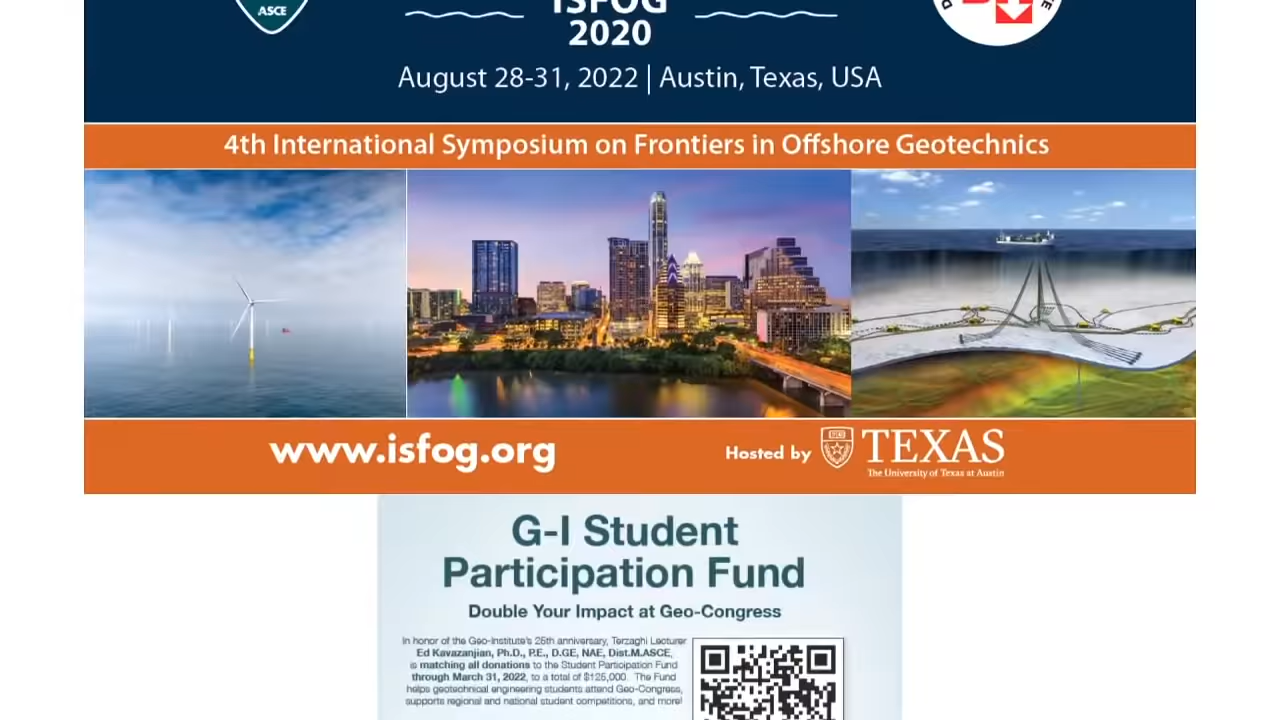 ASCE
ISFOG
2020
August 28-31, 2022 | Austin, Texas, USA
4th International Symposium on Frontiers in Offshore Geotechnics
www.isfog.org
Hosted by
TEXAS
The University of Texas at Austin
G-I Student
Participation Fund
Double Your Impact at Geo-Congress
In honor of the Geo-Institute's 25th anniversary, Terzaghi Lecturer
Ed Kavazanjian, Ph.D., P.E., D.GE, NAE, Dist.M.ASCE,
is matching all donations to the Student Participation Fund
through March 31, 2022, to a total of $125,000. The Fund
helps geotechnical engineering students attend Geo-Congress,
supports regional and national student competitions, and more!